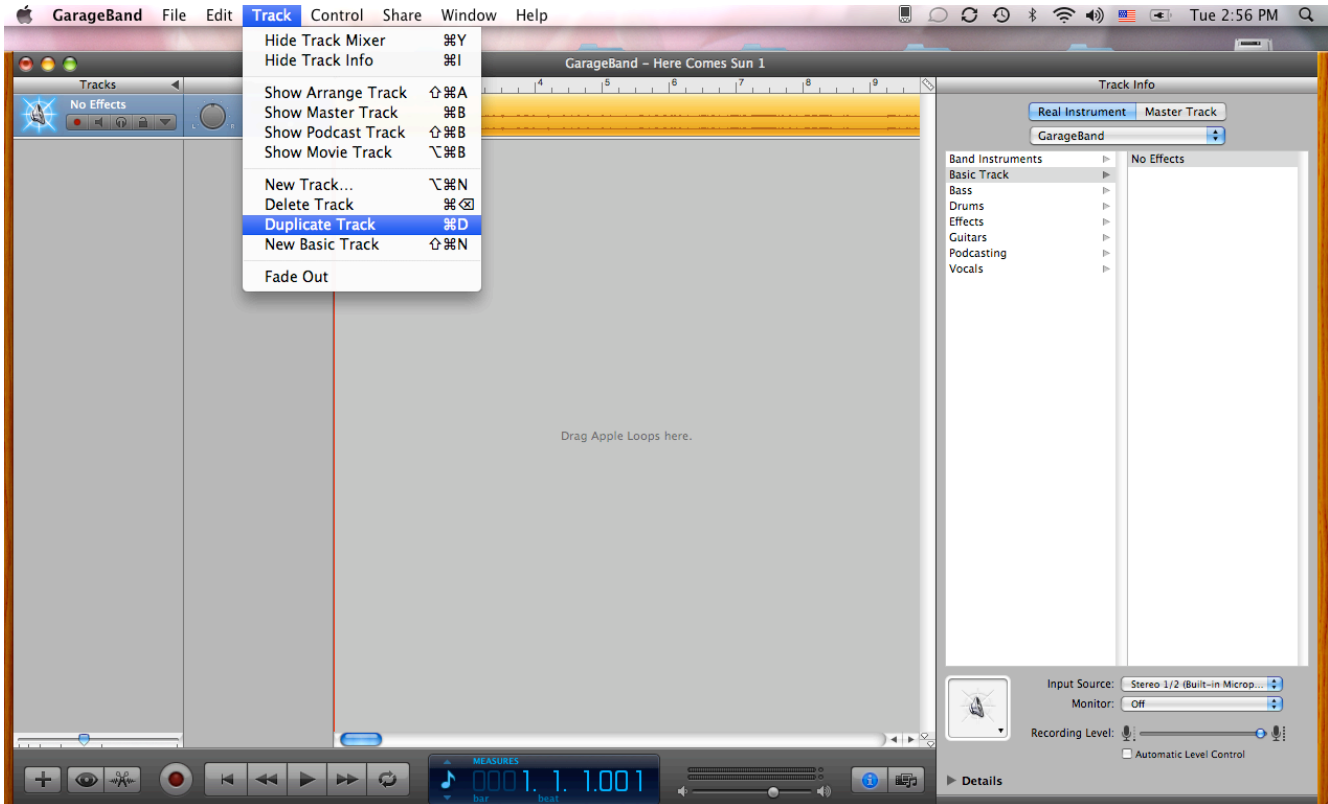 GarageBand File Edit Track Control Share Window Help Tue 2:56 PM
Hide Track Mixer ⌘Y
Hide Track Info ⌘I
Show Arrange Track ⇧⌘A
Show Master Track ⌘B
Show Podcast Track ⇧⌘B
Show Movie Track ⌥⌘B
New Track... ⌥⌘N
Delete Track ⌘⌫
Duplicate Track ⌘D
New Basic Track ⇧⌘N
Fade Out
GarageBand – Here Comes Sun 1
Tracks
4 5 6 7 8 9
Track Info
No Effects
L R
Real Instrument Master Track
GarageBand
Band Instruments No Effects
Basic Track
Bass
Drums
Effects
Guitars
Podcasting
Vocals
Drag Apple Loops here.
Input Source: Stereo 1/2 (Built-in Microp...
Monitor: Off
Recording Level:
Automatic Level Control
Details
MEASURES
0001. 1. 1.001
bar beat